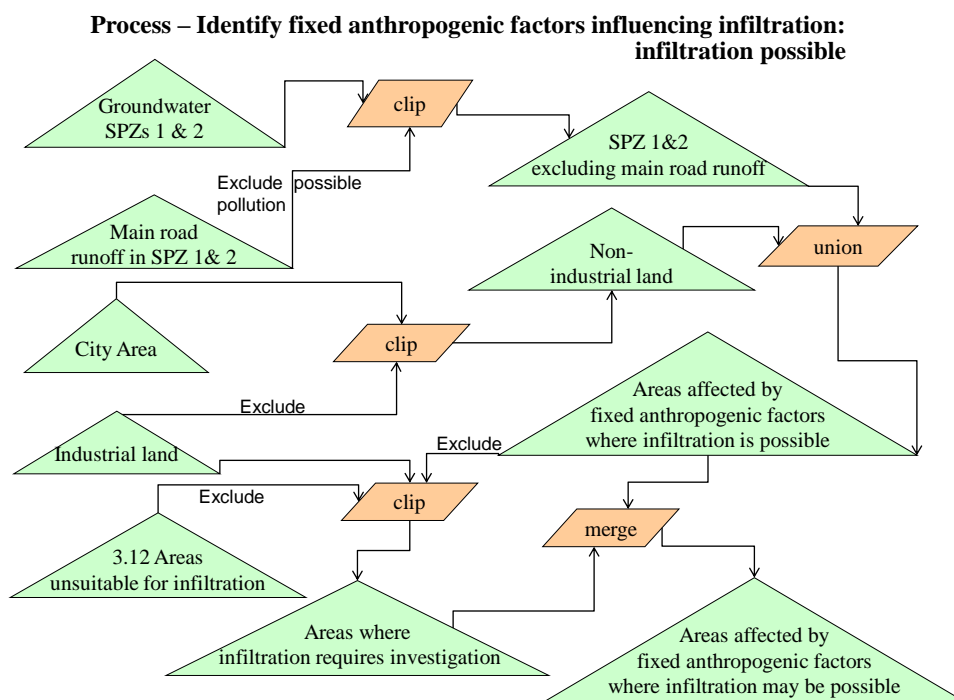 Process – Identify fixed anthropogenic factors influencing infiltration:
infiltration possible
Groundwater
SPZs 1 & 2
clip
SPZ 1&2
excluding main road runoff
Exclude possible
pollution
Main road
runoff in SPZ 1& 2
Non-
industrial land
union
City Area
clip
Exclude
Areas affected by
fixed anthropogenic factors
where infiltration is possible
Industrial land
Exclude
Exclude
clip
merge
3.12 Areas
unsuitable for infiltration
Areas where
infiltration requires investigation
Areas affected by
fixed anthropogenic factors
where infiltration may be possible